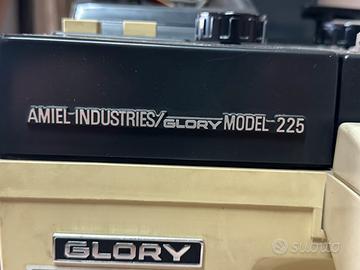 AMIEL-INDUSTRIES/GLORY MODEL-225
GLORY
subito